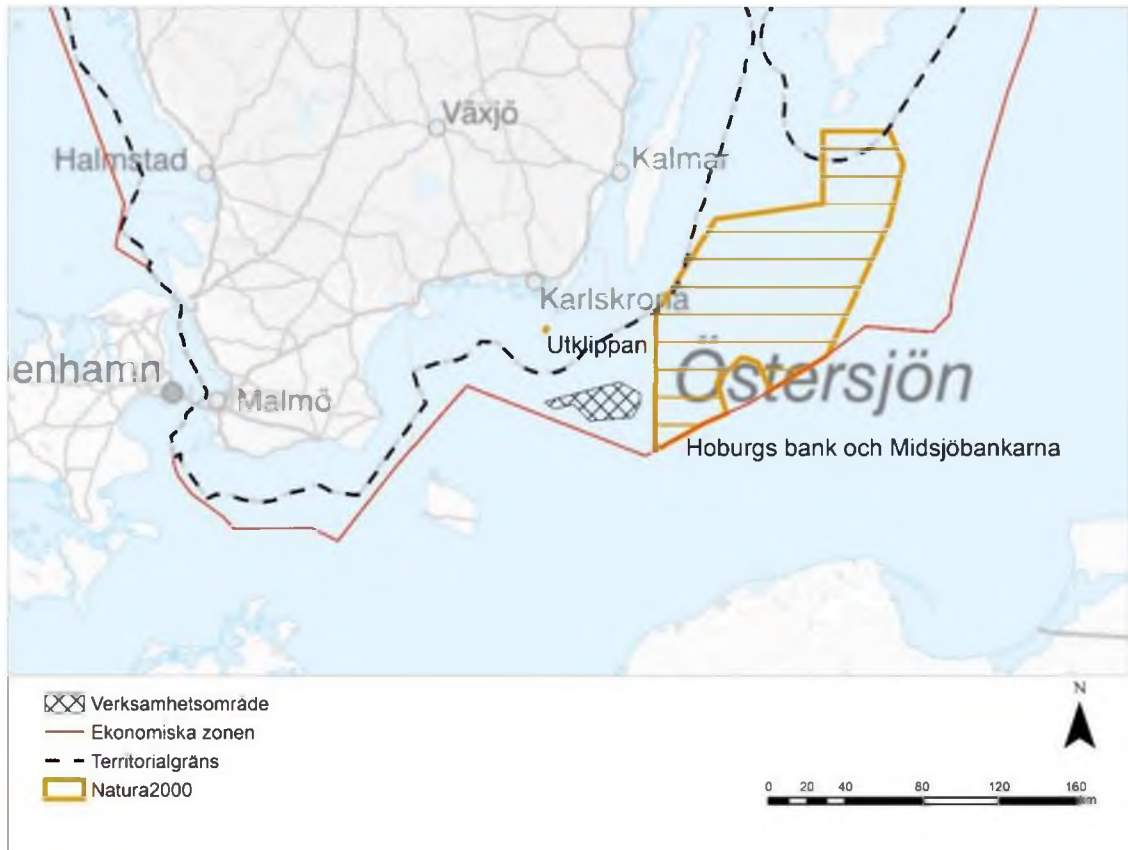 Växjö
Halmstad
Kalmar
Karlskrona
Utklippan
enhamn
Malmö
Östersjön
Hoburgs bank och Midsjöbankarna
Verksamhetsområde
Ekonomiska zonen
Territorialgräns
Natura2000
N
0 20 40 80 120 160
km